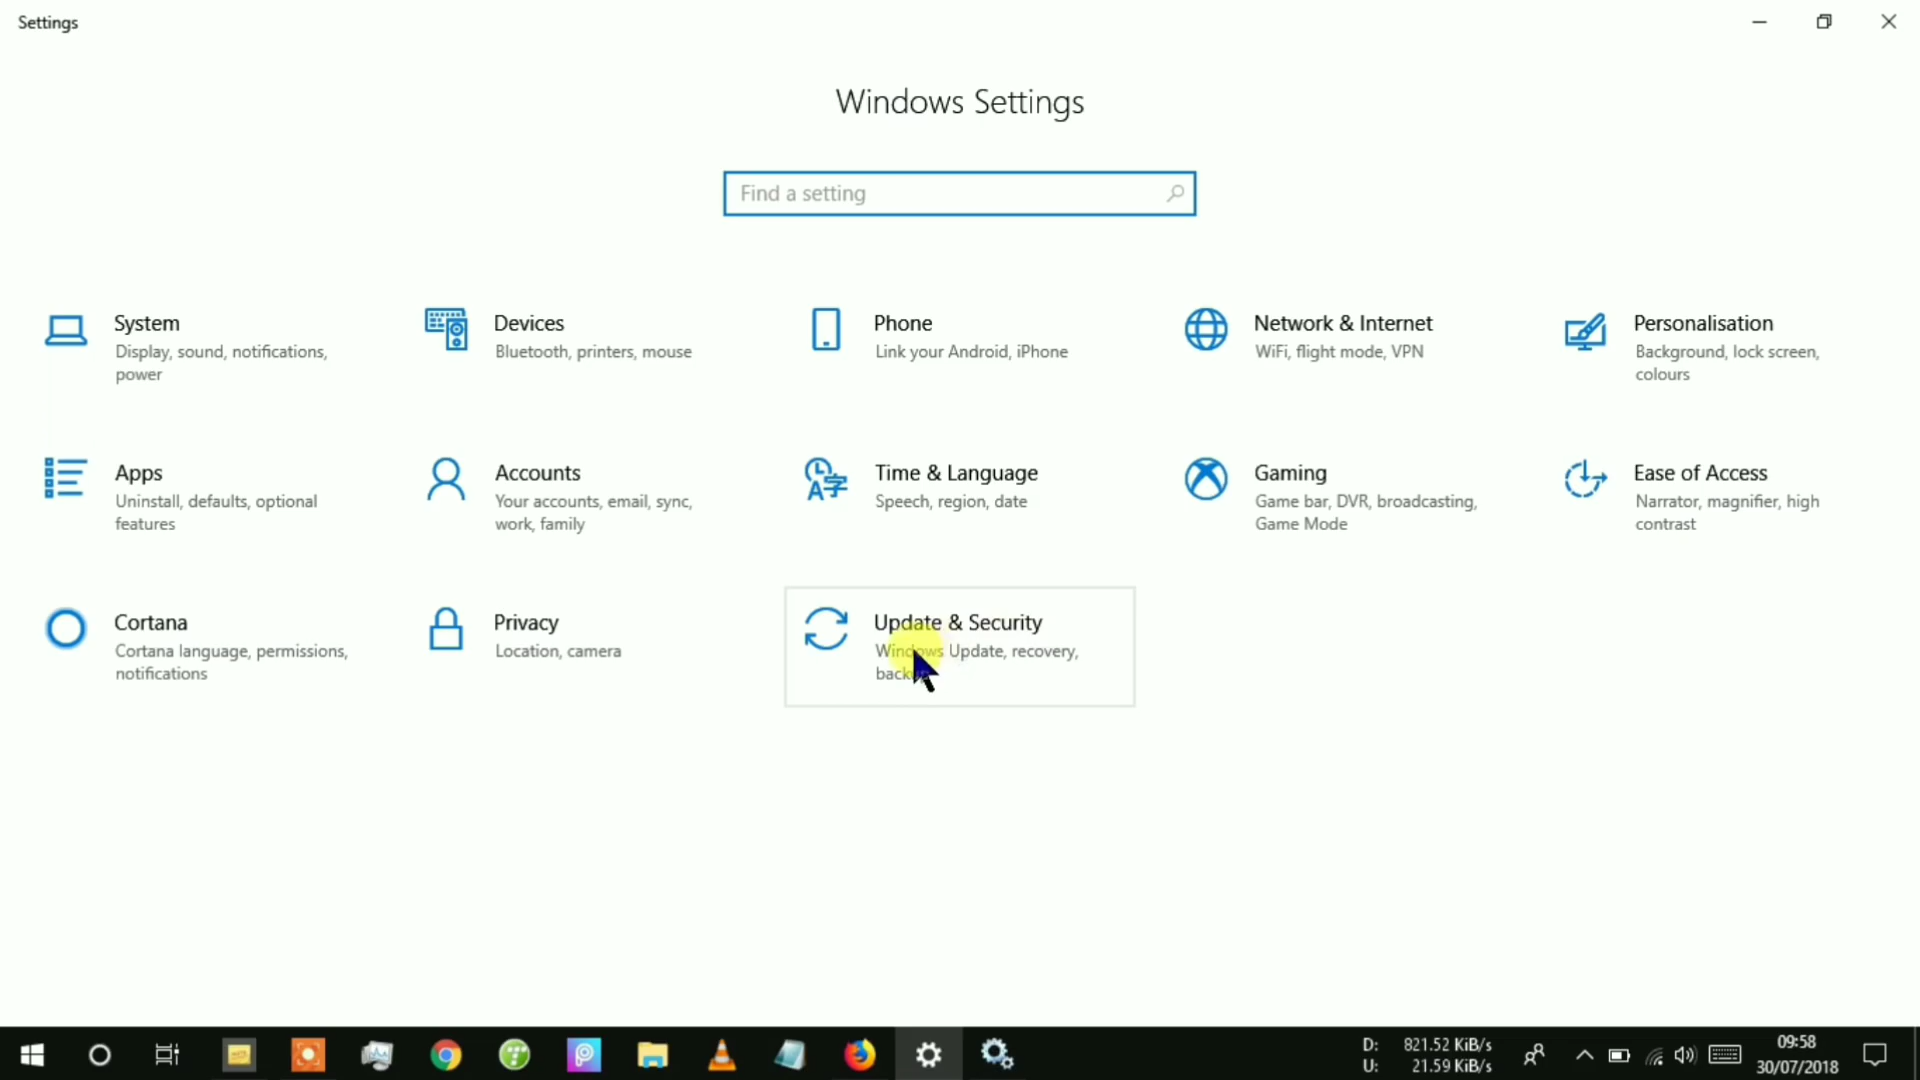 Settings
Windows Settings
Find a setting
System
Display, sound, notifications,
power
Devices
Bluetooth, printers, mouse
Phone
Link your Android, iPhone
Network & Internet
WiFi, flight mode, VPN
Personalisation
Background, lock screen,
colours
Apps
Uninstall, defaults, optional
features
Accounts
Your accounts, email, sync,
work, family
Time & Language
Speech, region, date
Gaming
Game bar, DVR, broadcasting,
Game Mode
Ease of Access
Narrator, magnifier, high
contrast
Cortana
Cortana language, permissions,
notifications
Privacy
Location, camera
Update & Security
Windows Update, recovery,
backup
D: 821.52 KiB/s
U: 21.59 KiB/s
09:58
30/07/2018